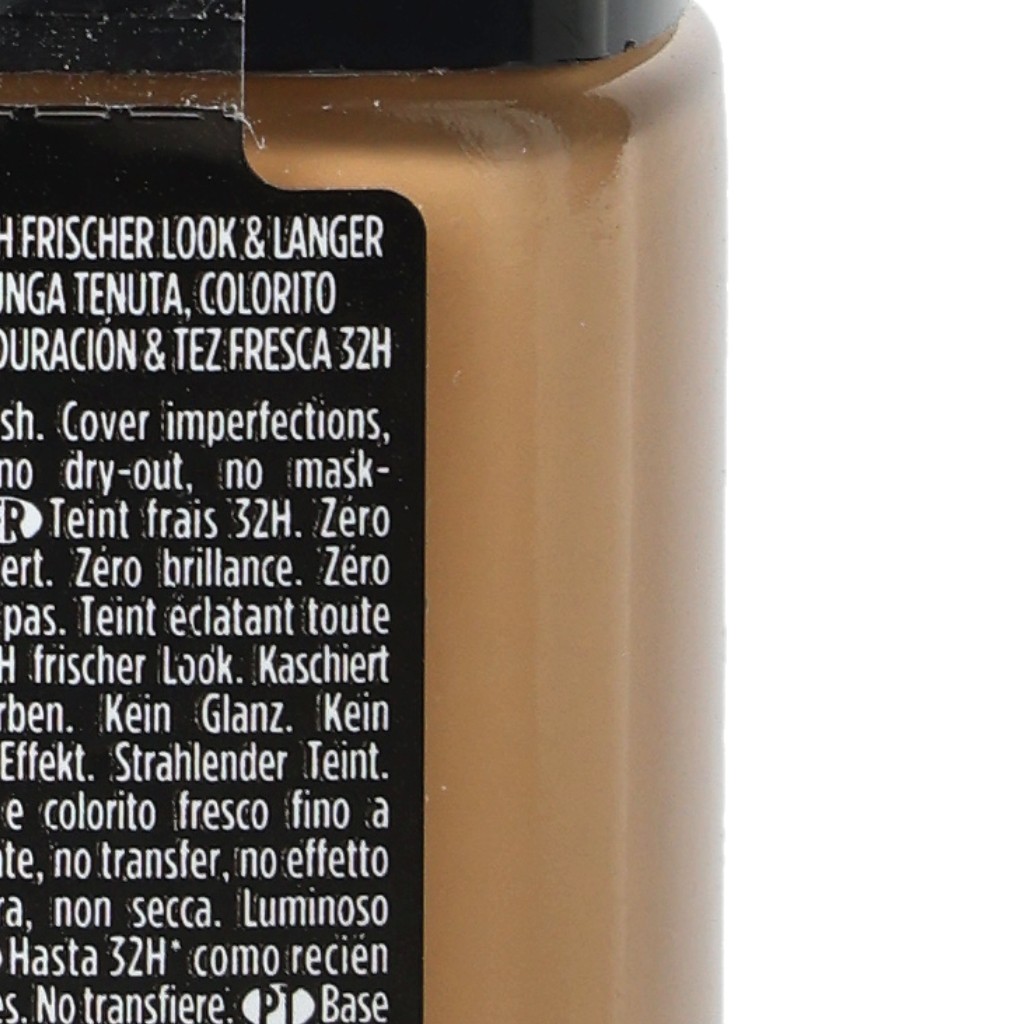 H FRISCHER LOOK & LANGER
UNGA TENUTA, COLORITO
DURACIÓN & TEZ FRESCA 32H
sh. Cover imperfections,
no dry-out, no mask-
Teint frais 32H. Zéro
ert. Zéro brillance. Zéro
pas. Teint éclatant toute
H frischer Look. Kaschiert
rben. Kein Glanz. Kein
Effekt. Strahlender Teint.
e colorito fresco fino a
te, no transfer, no effetto
ra, non secca. Luminoso
Hasta 32H* como recién
es. No transfiere. PT Base